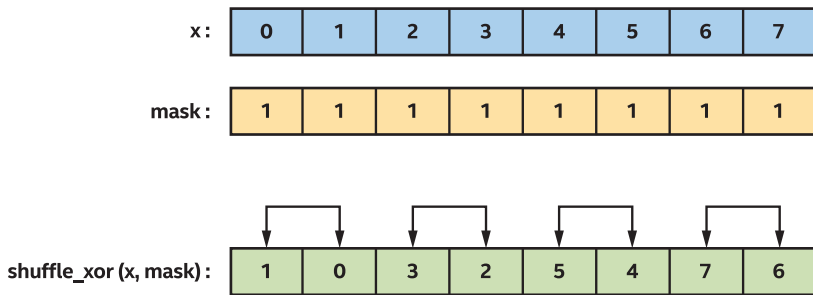 x: 0 1 2 3 4 5 6 7
mask: 1 1 1 1 1 1 1 1
shuffle_xor (x, mask): 1 0 3 2 5 4 7 6